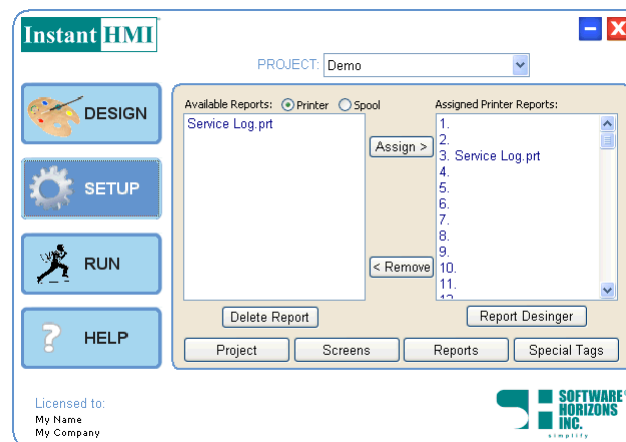 Instant HMI
PROJECT: Demo
DESIGN
SETUP
RUN
HELP
Available Reports: Printer Spool
Service Log.prt
Assign >
< Remove
Assigned Printer Reports:
1.
2.
3. Service Log.prt
4.
5.
6.
7.
8.
9.
10.
11.
12.
Delete Report
Report Desinger
Project
Screens
Reports
Special Tags
Licensed to:
My Name
My Company
SOFTWARE
HORIZONS
INC.
simplify